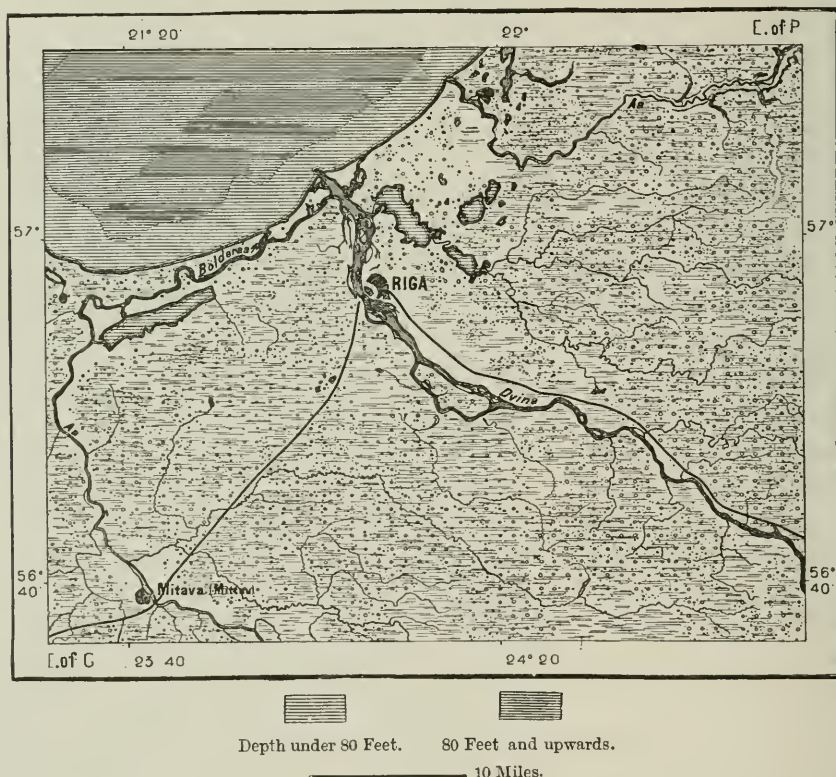 21° 20 22° E. of P
Aa
57° 57°
Bolderaa
RIGA
Aa
Dvina
56° 40' 56° 40'
Mitava (Mittau)
E. of G 23 40 24° 20
Depth under 80 Feet. 80 Feet and upwards.
10 Miles.